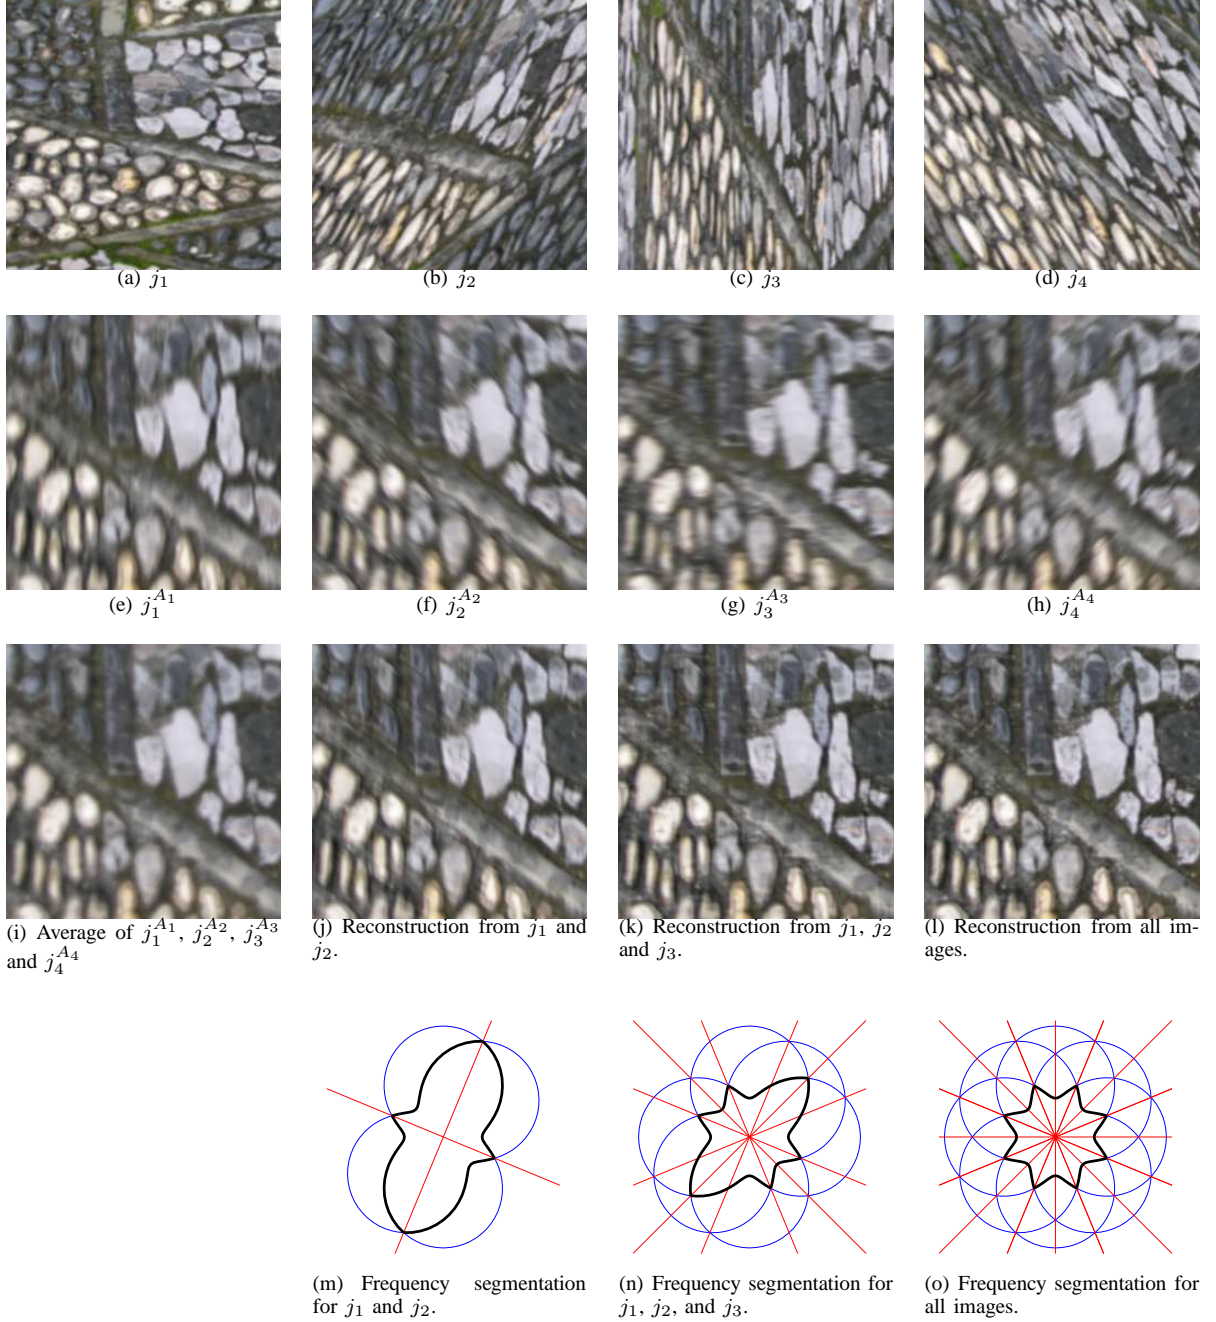 (a) j1
(b) j2
(c) j3
(d) j4
(e) j1^A1
(f) j2^A2
(g) j3^A3
(h) j4^A4
(i) Average of j1^A1, j2^A2, j3^A3
and j4^A4
(j) Reconstruction from j1 and
j2.
(k) Reconstruction from j1, j2
and j3.
(l) Reconstruction from all im-
ages.
(m) Frequency segmentation
for j1 and j2.
(n) Frequency segmentation for
j1, j2, and j3.
(o) Frequency segmentation for
all images.